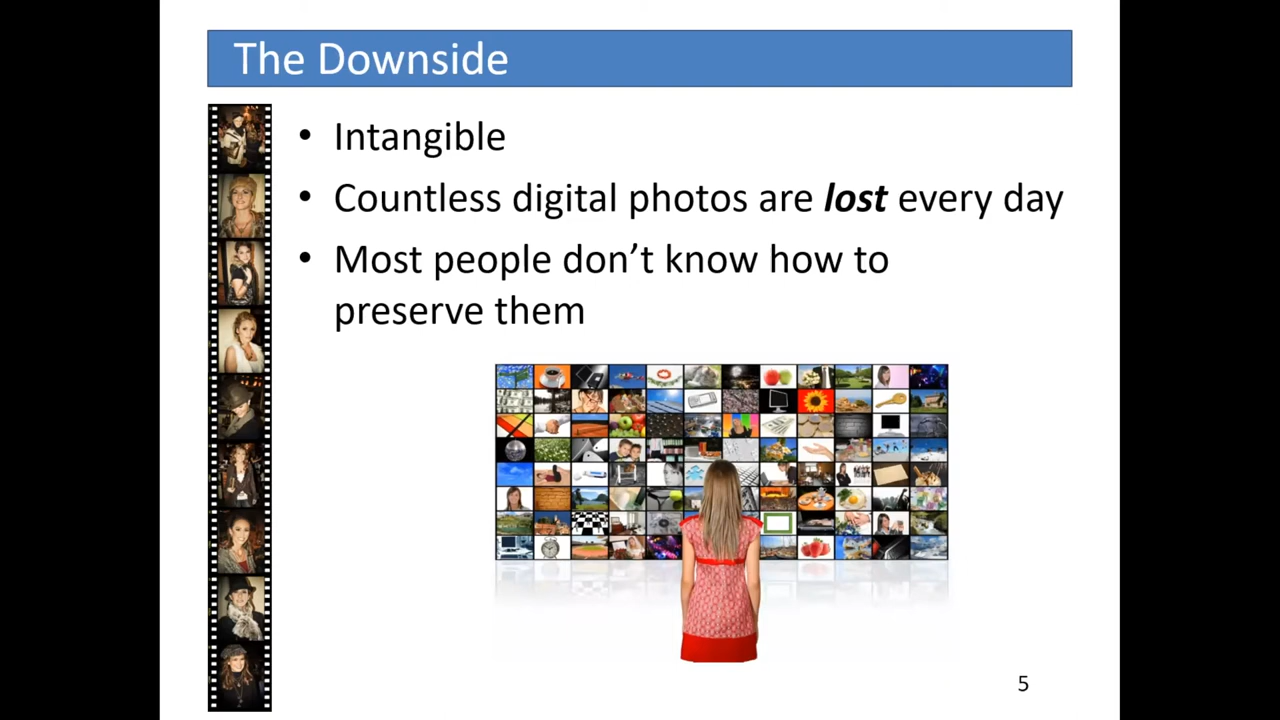 The Downside
• Intangible
• Countless digital photos are lost every day
• Most people don’t know how to
preserve them
5